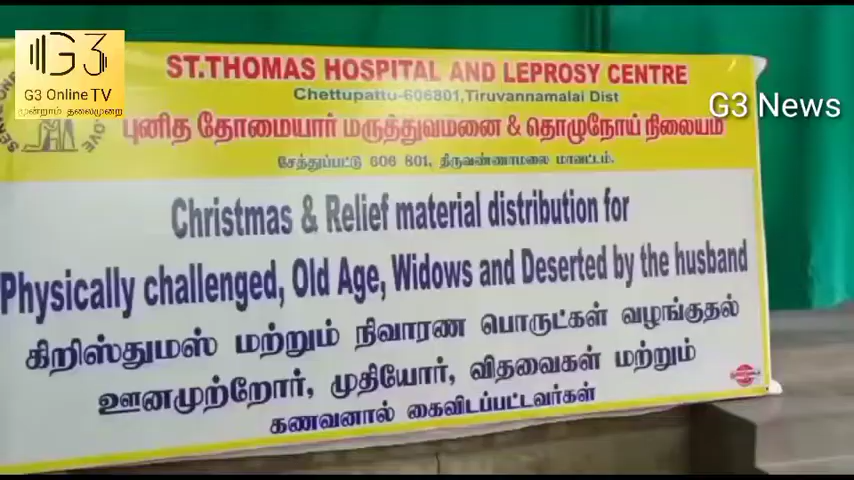 G3
G3 Online TV
மூன்றாம் தலைமுறை
G3 News
ST.THOMAS HOSPITAL AND LEPROSY CENTRE
Chettupattu-606801,Tiruvannamalai Dist
புனித தோமையார் மருத்துவமனை & தொழுநோய் நிலையம்
சேத்துப்பட்டு 606 801, திருவண்ணாமலை மாவட்டம்.
LOVE
Christmas & Relief material distribution for
Physically challenged, Old Age, Widows and Deserted by the husband
கிறிஸ்துமஸ் மற்றும் நிவாரண பொருட்கள் வழங்குதல்
ஊனமுற்றோர், முதியோர், விதவைகள் மற்றும்
கணவனால் கைவிடப்பட்டவர்கள்